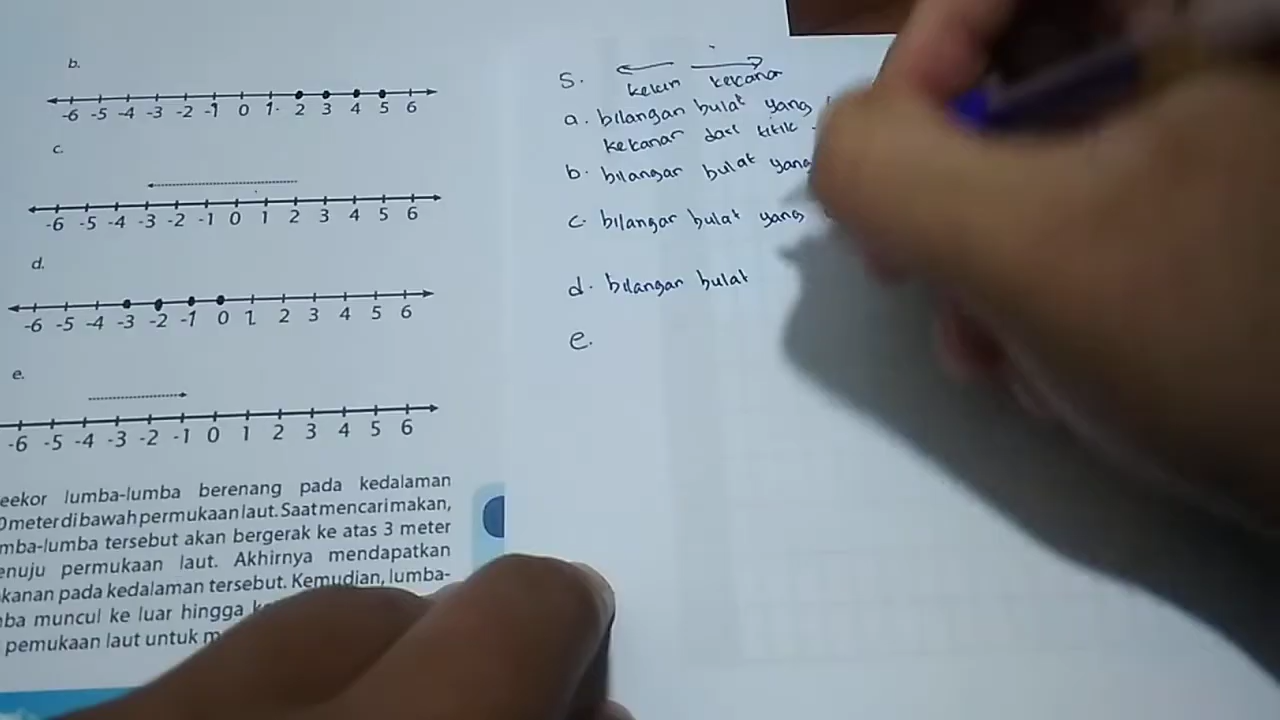 b.
-6 -5 -4 -3 -2 -1 0 1 2 3 4 5 6
c.
-6 -5 -4 -3 -2 -1 0 1 2 3 4 5 6
d.
-6 -5 -4 -3 -2 -1 0 1 2 3 4 5 6
e.
-6 -5 -4 -3 -2 -1 0 1 2 3 4 5 6
eekor lumba-lumba berenang pada kedalaman
meter di bawah permukaan laut. Saat mencari makan,
mba-lumba tersebut akan bergerak ke atas 3 meter
enuju permukaan laut. Akhirnya mendapatkan
kanan pada kedalaman tersebut. Kemudian, lumba-
ba muncul ke luar hingga
pemukaan laut untuk
5.
kekanan
a. bilangan bulat yang
kekanan dari titik
b. bilangan bulat yang
c. bilangan bulat yang
d. bilangan bulat
e.